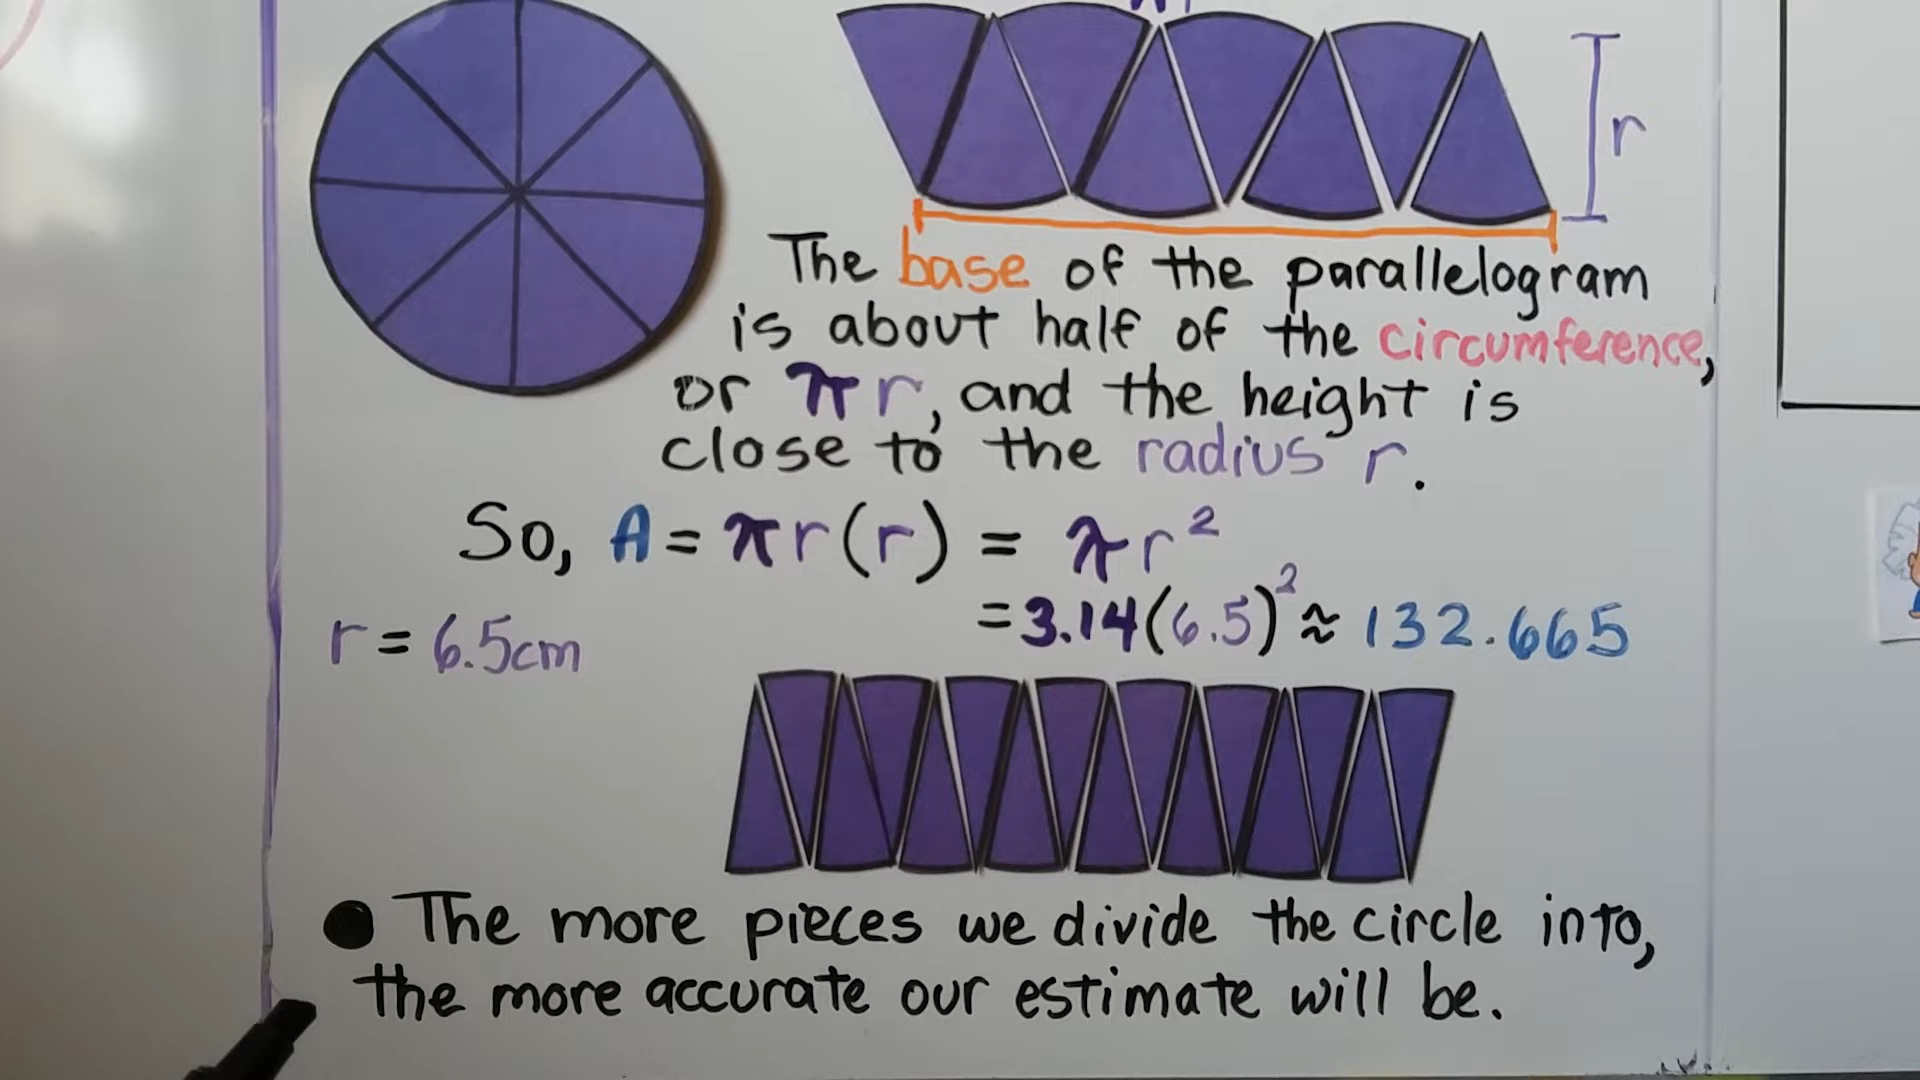 r
The base of the parallelogram
is about half of the circumference,
or πr, and the height is
close to the radius r.
So, A = πr(r) = πr²
= 3.14(6.5)² ≈ 132.665
r = 6.5cm
● The more pieces we divide the circle into,
the more accurate our estimate will be.